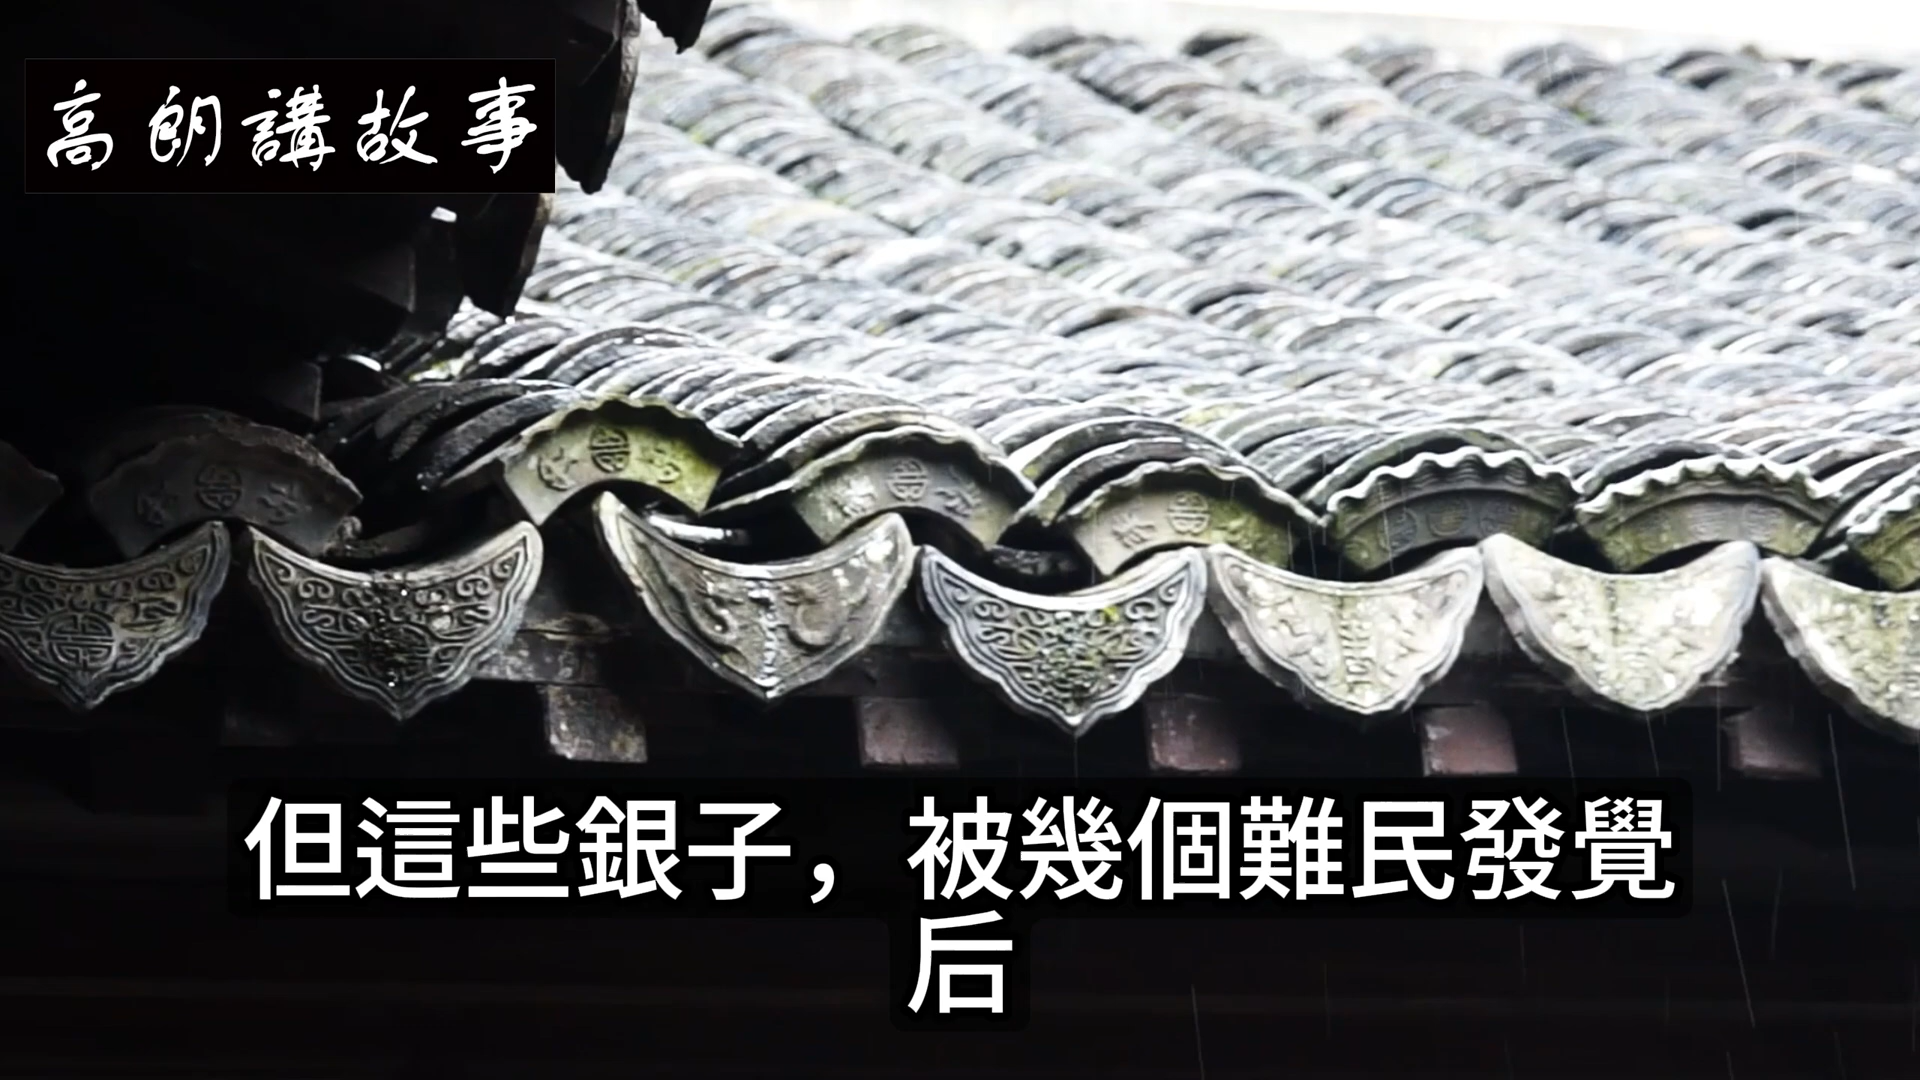 高朗講故事
但這些銀子，被幾個難民發覺
后